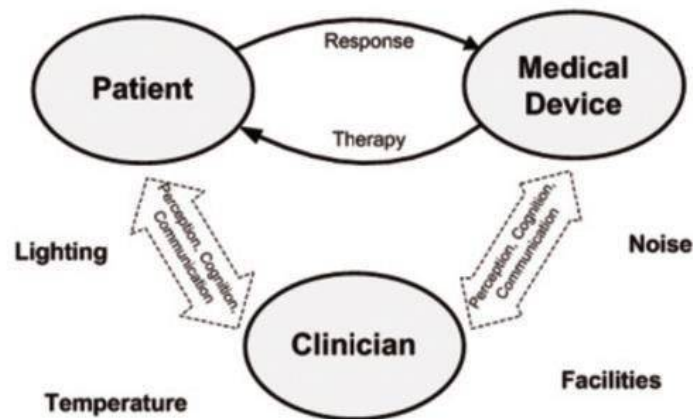 Response
Patient
Medical
Device
Therapy
Perception, Cognition,
Communication
Perception, Cognition,
Communication
Lighting
Noise
Clinician
Temperature
Facilities